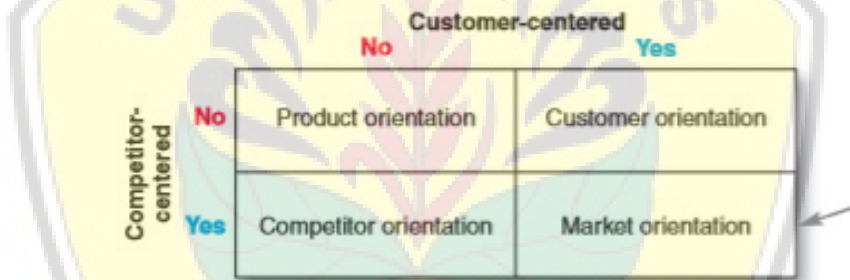 Customer-centered
No Yes
Competitor-
centered
No Product orientation Customer orientation
Yes Competitor orientation Market orientation